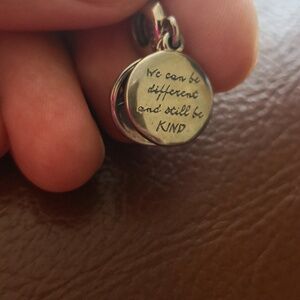 We can be
different
and still be
KIND